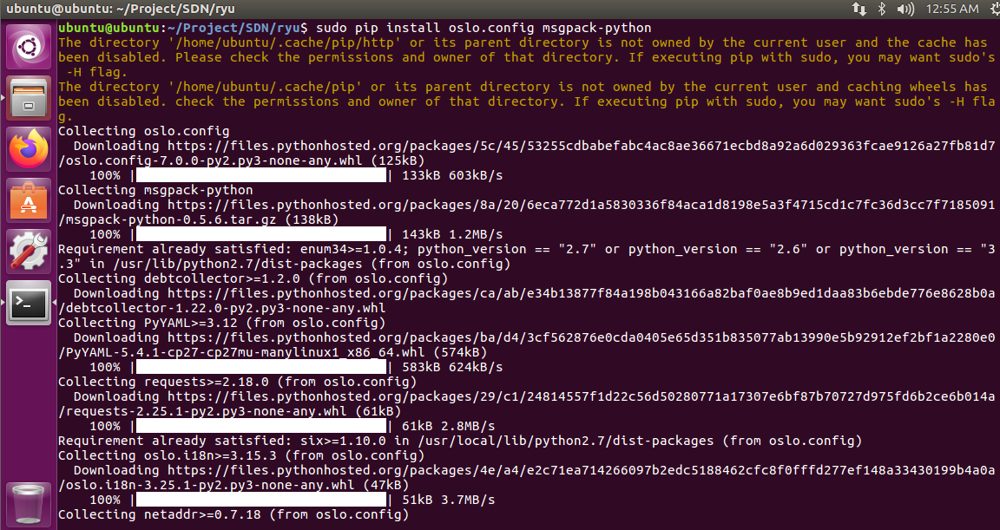 ubuntu@ubuntu: ~/Project/SDN/ryu
12:55 AM
ubuntu@ubuntu:~/Project/SDN/ryu$ sudo pip install oslo.config msgpack-python
The directory '/home/ubuntu/.cache/pip/http' or its parent directory is not owned by the current user and the cache has
been disabled. Please check the permissions and owner of that directory. If executing pip with sudo, you may want sudo's
-H flag.
The directory '/home/ubuntu/.cache/pip' or its parent directory is not owned by the current user and caching wheels has
been disabled. check the permissions and owner of that directory. If executing pip with sudo, you may want sudo's -H fla
g.
Collecting oslo.config
Downloading https://files.pythonhosted.org/packages/5c/45/53255cdbabefabc4ac8ae36671ecbd8a92a6d029363fcae9126a27fb81d7
/oslo.config-7.0.0-py2.py3-none-any.whl (125kB)
100% |████████████████████████████████| 133kB 603kB/s
Collecting msgpack-python
Downloading https://files.pythonhosted.org/packages/8a/20/6eca772d1a5830336f84aca1d8198e5a3f4715cd1c7fc36d3cc7f7185091
/msgpack-python-0.5.6.tar.gz (138kB)
100% |████████████████████████████████| 143kB 1.2MB/s
Requirement already satisfied: enum34>=1.0.4; python_version == "2.7" or python_version == "2.6" or python_version == "3
.3" in /usr/lib/python2.7/dist-packages (from oslo.config)
Collecting debtcollector>=1.2.0 (from oslo.config)
Downloading https://files.pythonhosted.org/packages/ca/ab/e34b13877f84a198b043166a82baf0ae8b9ed1daa83b6ebde776e8628b0a
/debtcollector-1.22.0-py2.py3-none-any.whl
Collecting PyYAML>=3.12 (from oslo.config)
Downloading https://files.pythonhosted.org/packages/ba/d4/3cf562876e0cda0405e65d351b835077ab13990e5b92912ef2bf1a2280e0
/PyYAML-5.4.1-cp27-cp27mu-manylinux1_x86_64.whl (574kB)
100% |████████████████████████████████| 583kB 624kB/s
Collecting requests>=2.18.0 (from oslo.config)
Downloading https://files.pythonhosted.org/packages/29/c1/24814557f1d22c56d50280771a17307e6bf87b70727d975fd6b2ce6b014a
/requests-2.25.1-py2.py3-none-any.whl (61kB)
100% |████████████████████████████████| 61kB 2.8MB/s
Requirement already satisfied: six>=1.10.0 in /usr/local/lib/python2.7/dist-packages (from oslo.config)
Collecting oslo.i18n>=3.15.3 (from oslo.config)
Downloading https://files.pythonhosted.org/packages/4e/a4/e2c71ea714266097b2edc5188462cfc8f0fffd277ef148a33430199b4a0a
/oslo.i18n-3.25.1-py2.py3-none-any.whl (47kB)
100% |████████████████████████████████| 51kB 3.7MB/s
Collecting netaddr>=0.7.18 (from oslo.config)